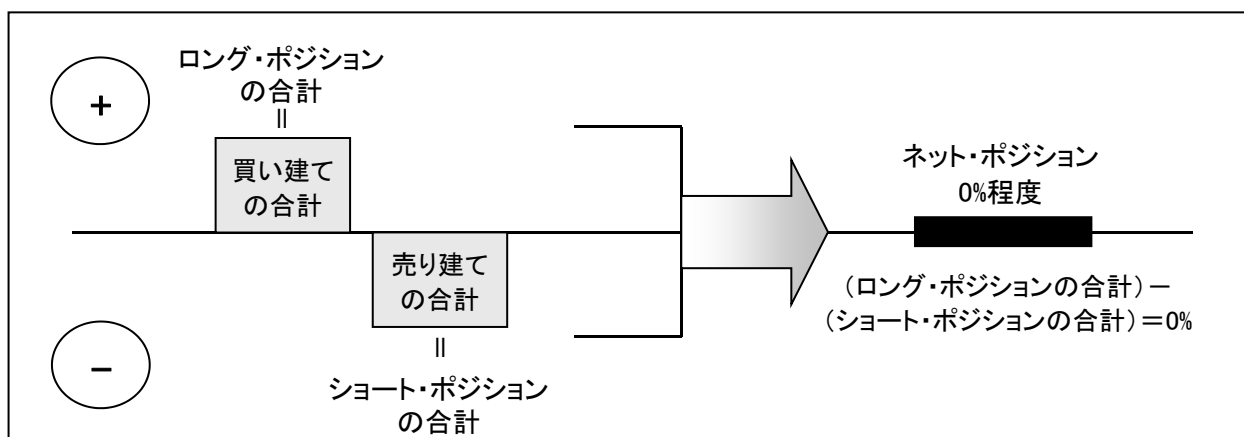 ＋
ロング・ポジション
の合計
＝
買い建て
の合計
売り建て
の合計
＝
ショート・ポジション
の合計
－
ネット・ポジション
0%程度
（ロング・ポジションの合計）－
（ショート・ポジションの合計）＝0%